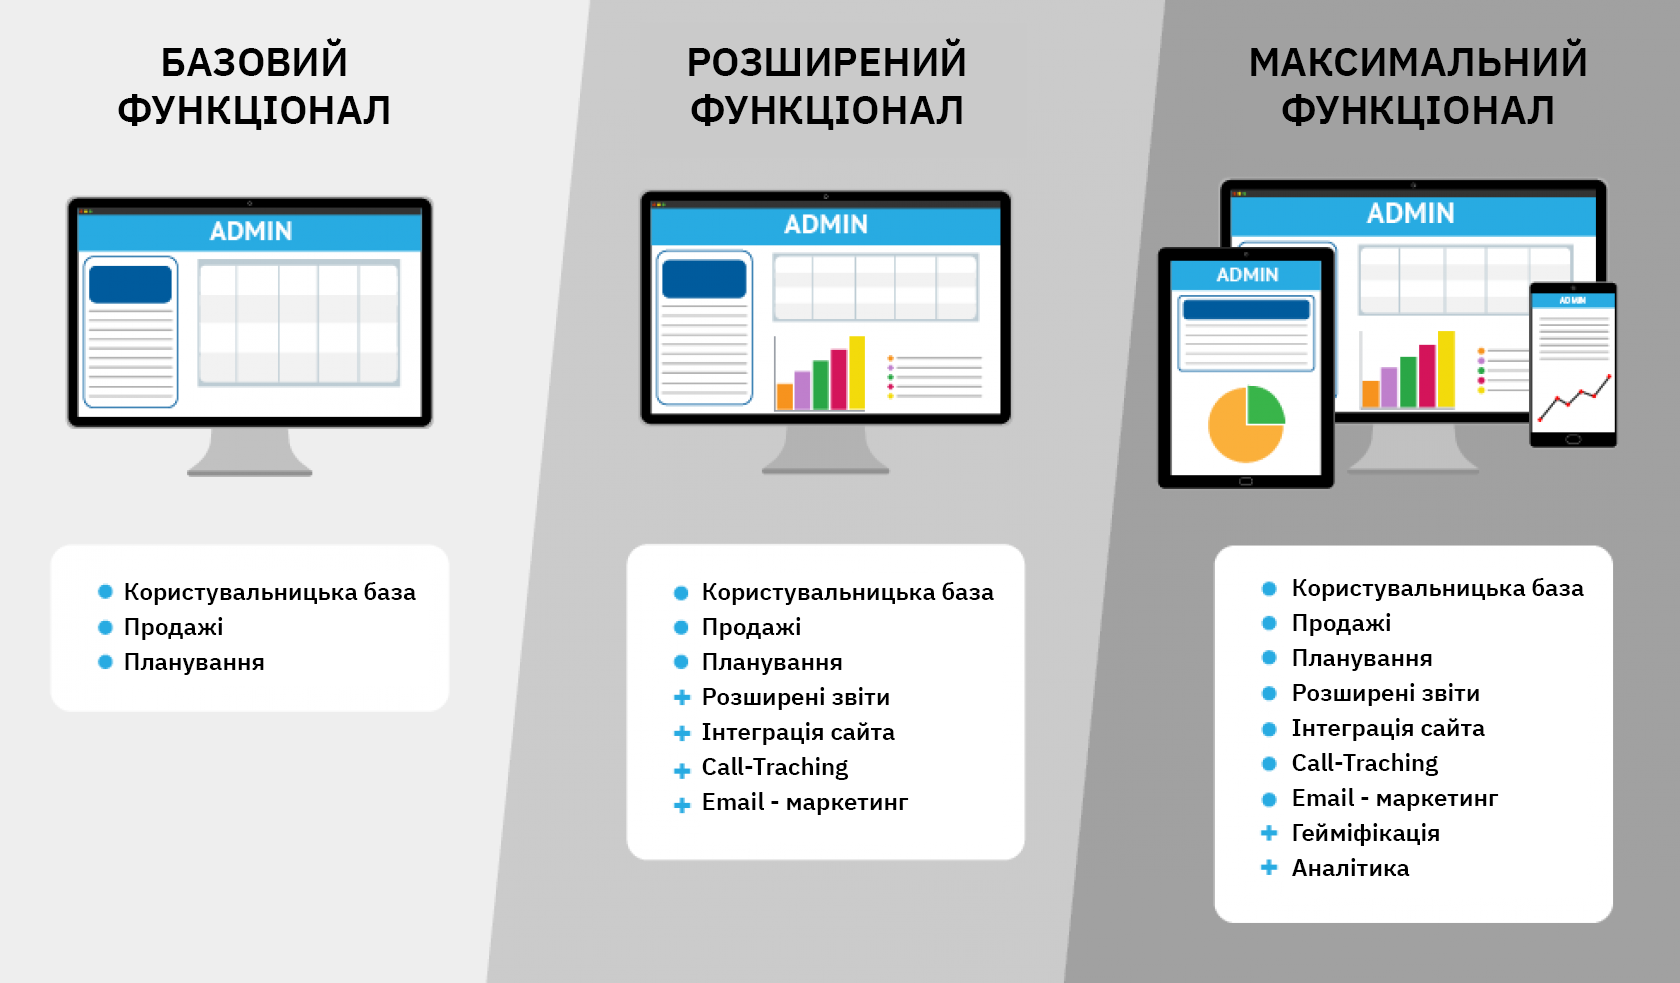 БАЗОВИЙ
ФУНКЦІОНАЛ
ADMIN
Користувальницька база
Продажі
Планування
РОЗШИРЕНИЙ
ФУНКЦІОНАЛ
ADMIN
Користувальницька база
Продажі
Планування
Розширені звіти
Інтеграція сайта
Call-Traching
Email - маркетинг
МАКСИМАЛЬНИЙ
ФУНКЦІОНАЛ
ADMIN
ADMIN
ADMIN
Користувальницька база
Продажі
Планування
Розширені звіти
Інтеграція сайта
Call-Traching
Email - маркетинг
Гейміфікація
Аналітика